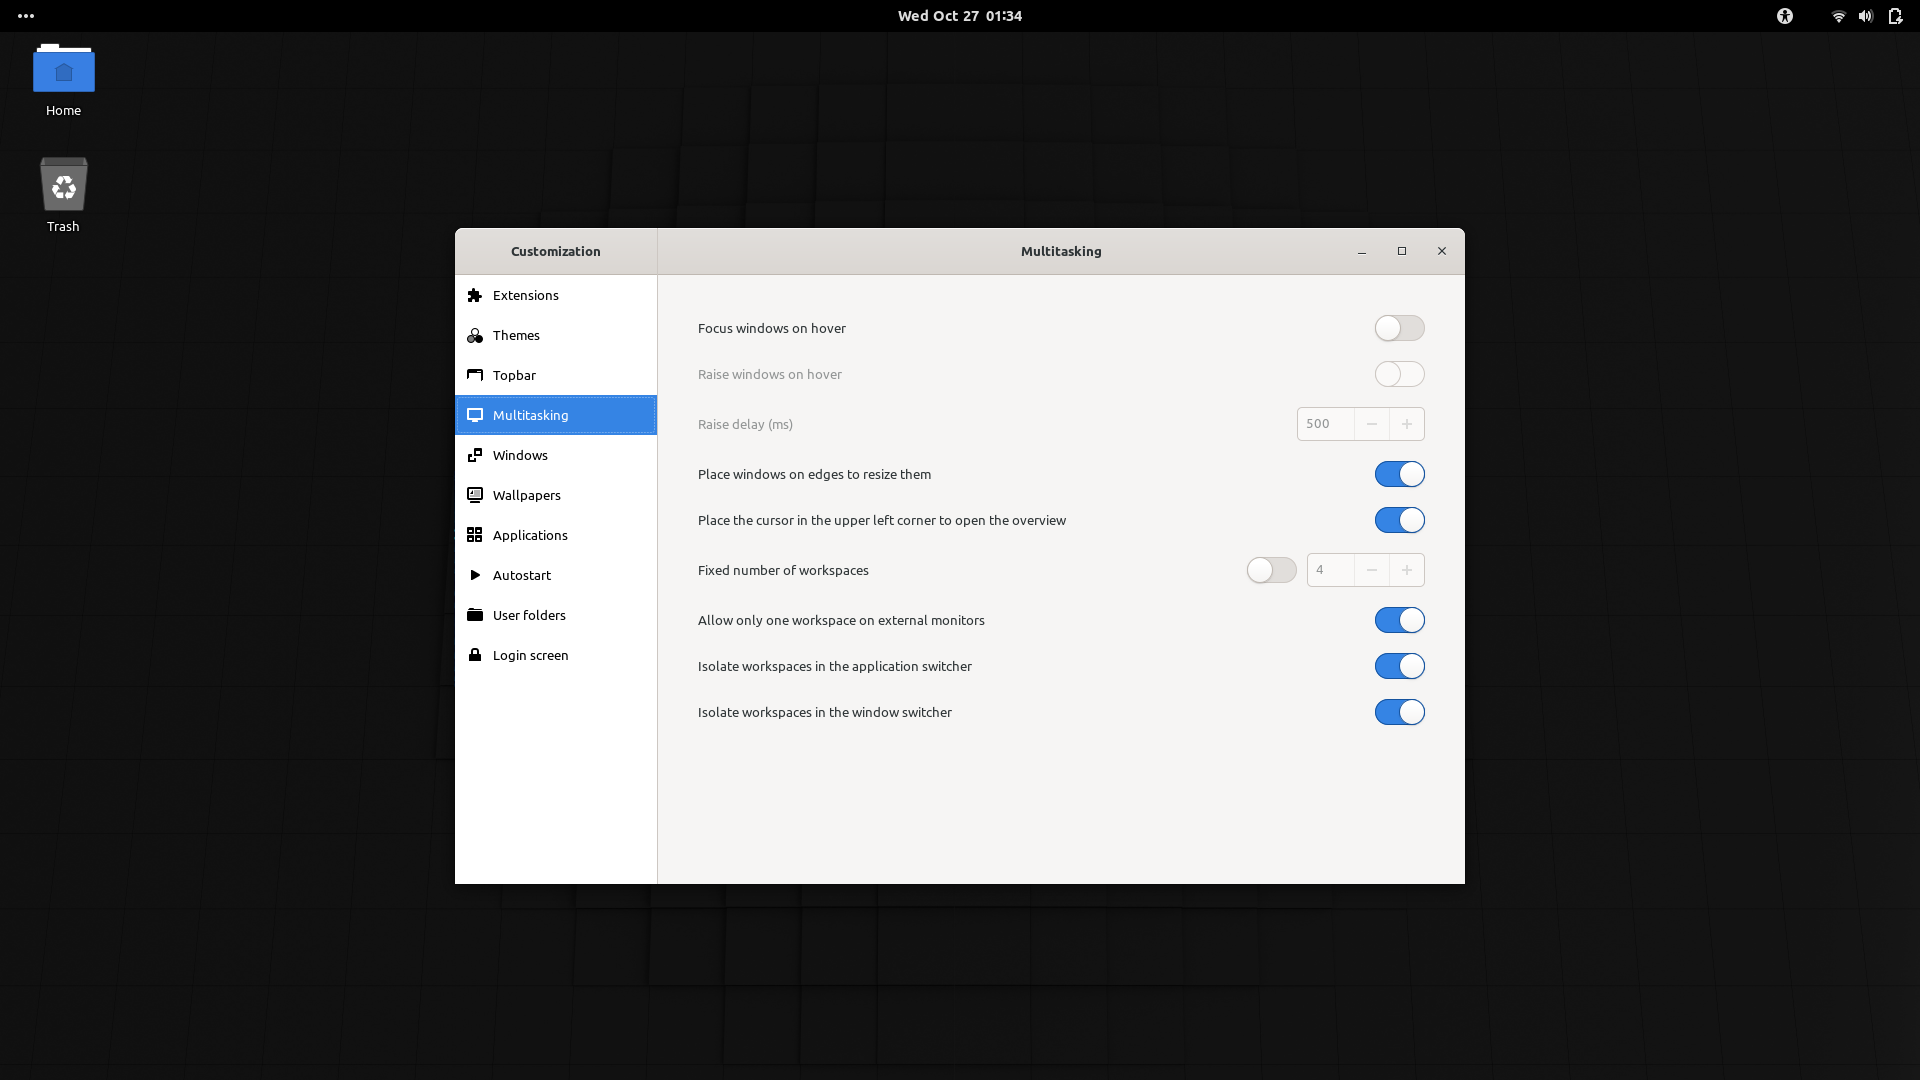 Wed Oct 27 01:34
Home
Trash
Customization
Multitasking
Extensions
Themes
Topbar
Multitasking
Windows
Wallpapers
Applications
Autostart
User folders
Login screen
Focus windows on hover
Raise windows on hover
Raise delay (ms) 500
Place windows on edges to resize them
Place the cursor in the upper left corner to open the overview
Fixed number of workspaces 4
Allow only one workspace on external monitors
Isolate workspaces in the application switcher
Isolate workspaces in the window switcher